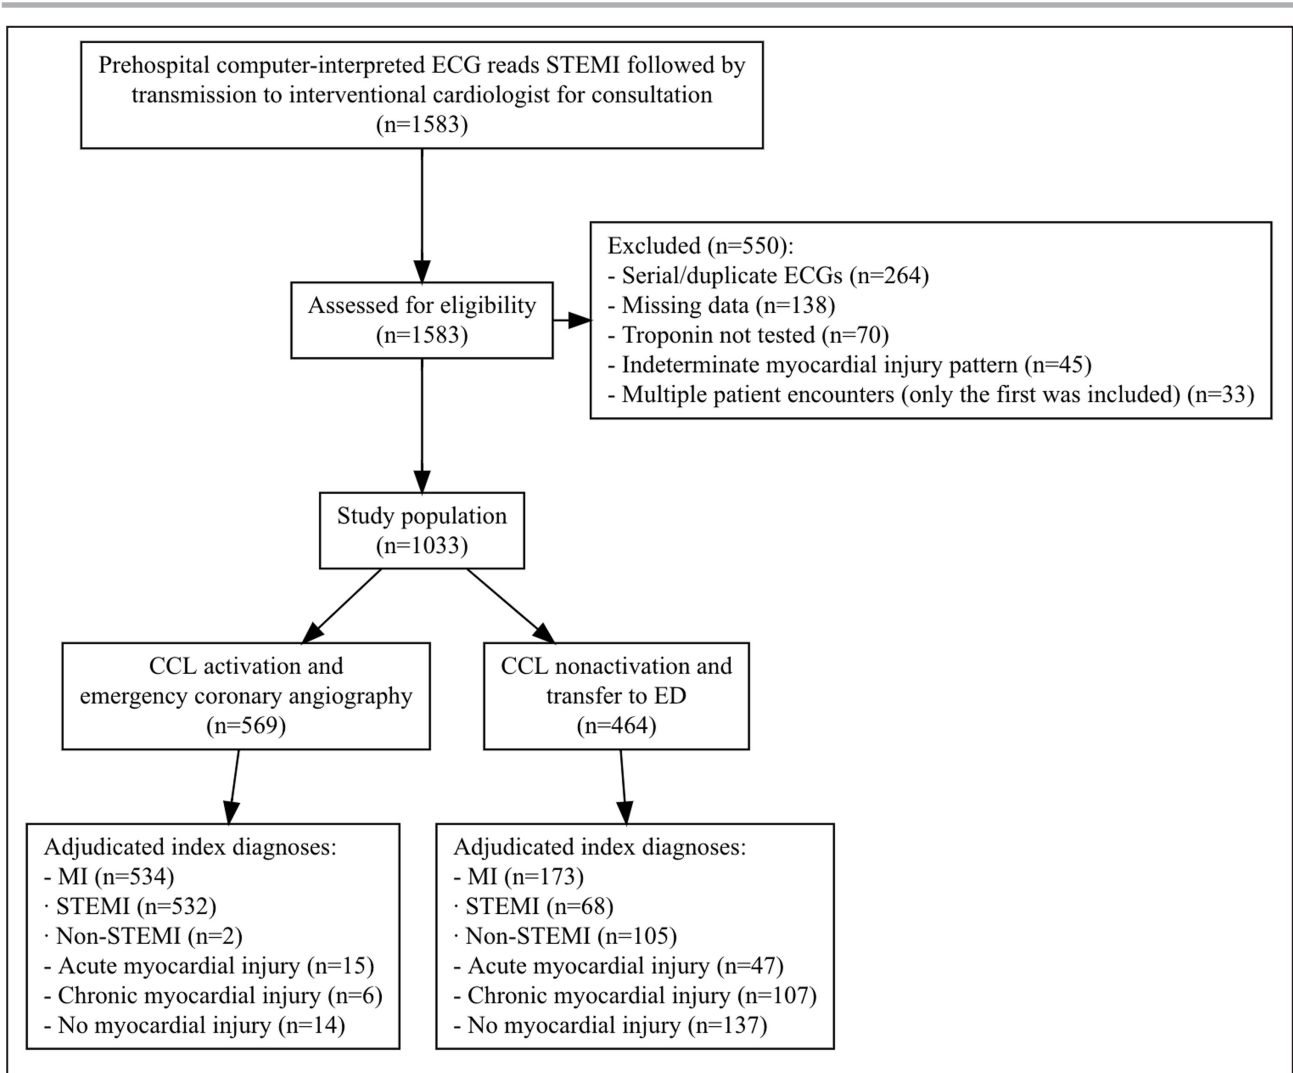 Prehospital computer-interpreted ECG reads STEMI followed by
transmission to interventional cardiologist for consultation
(n=1583)
Assessed for eligibility
(n=1583)
Excluded (n=550):
- Serial/duplicate ECGs (n=264)
- Missing data (n=138)
- Troponin not tested (n=70)
- Indeterminate myocardial injury pattern (n=45)
- Multiple patient encounters (only the first was included) (n=33)
Study population
(n=1033)
CCL activation and
emergency coronary angiography
(n=569)
CCL nonactivation and
transfer to ED
(n=464)
Adjudicated index diagnoses:
- MI (n=534)
· STEMI (n=532)
· Non-STEMI (n=2)
- Acute myocardial injury (n=15)
- Chronic myocardial injury (n=6)
- No myocardial injury (n=14)
Adjudicated index diagnoses:
- MI (n=173)
· STEMI (n=68)
· Non-STEMI (n=105)
- Acute myocardial injury (n=47)
- Chronic myocardial injury (n=107)
- No myocardial injury (n=137)